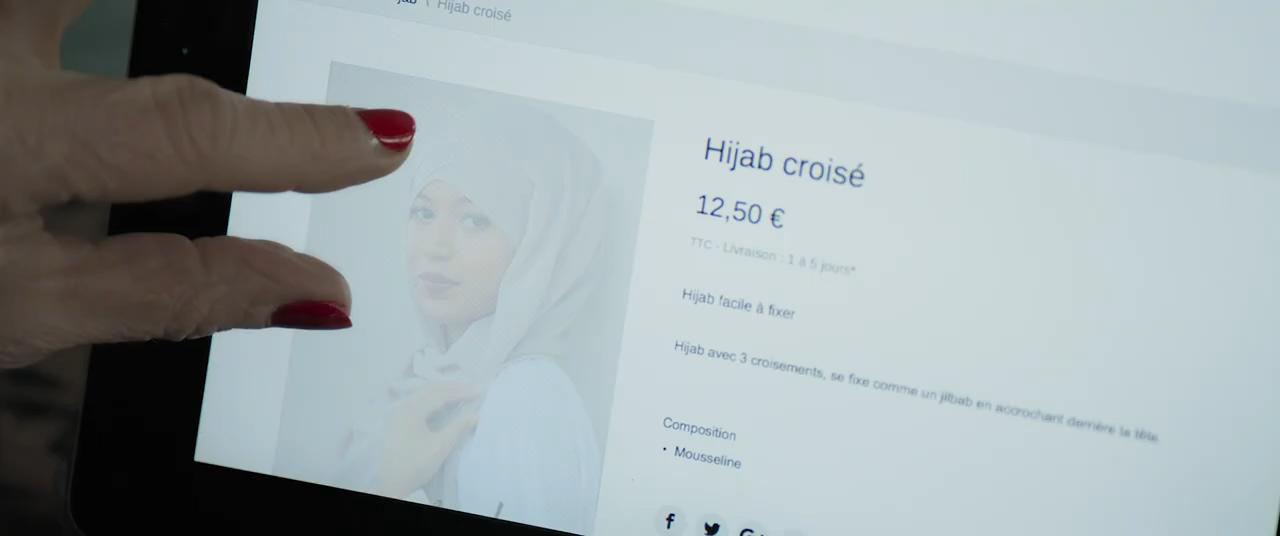 \ Hijab croisé
Hijab croisé
12,50 €
TTC - Livraison : 1 à 5 jours*
Hijab facile à fixer
Hijab avec 3 croisements, se fixe comme un jilbab en accrochant derrière la tête
Composition
• Mousseline